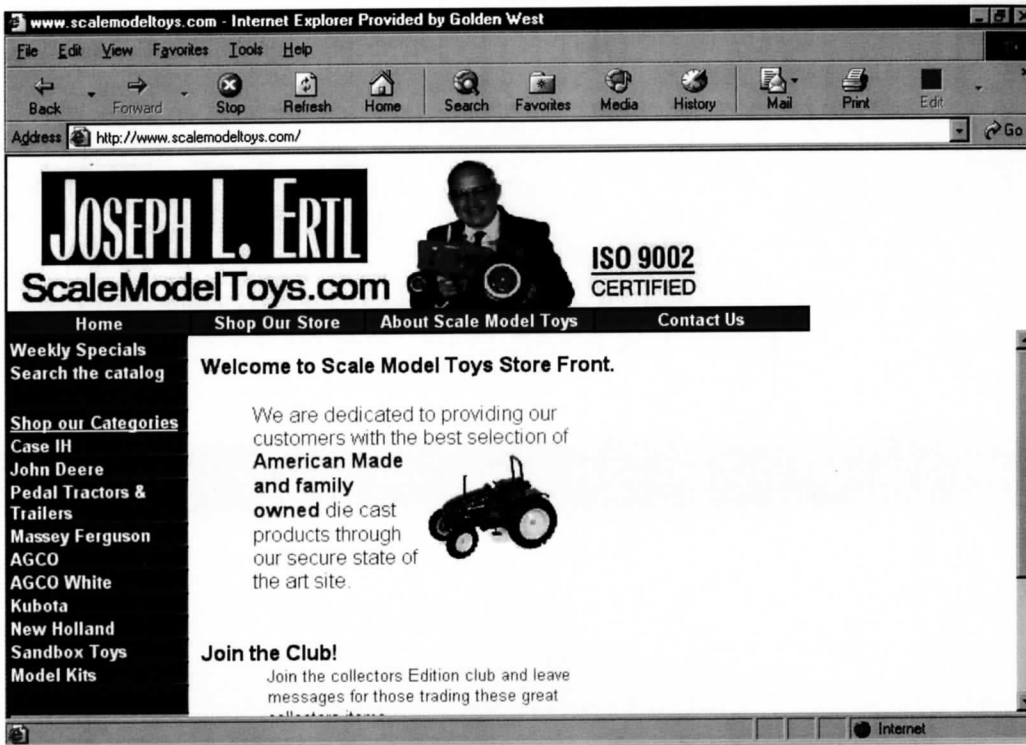 www.scalemodeltoys.com - Internet Explorer Provided by Golden West
File Edit View Favorites Tools Help
Back Forward Stop Refresh Home Search Favorites Media History Mail Print Edit
Address http://www.scalemodeltoys.com/ Go
JOSEPH L. ERTL
ScaleModelToys.com
ISO 9002
CERTIFIED
Home Shop Our Store About Scale Model Toys Contact Us
Weekly Specials
Search the catalog
Shop our Categories
Case IH
John Deere
Pedal Tractors &
Trailers
Massey Ferguson
AGCO
AGCO White
Kubota
New Holland
Sandbox Toys
Model Kits
Welcome to Scale Model Toys Store Front.
We are dedicated to providing our
customers with the best selection of
American Made
and family
owned die cast
products through
our secure state of
the art site.
Join the Club!
Join the collectors Edition club and leave
messages for those trading these great
Internet